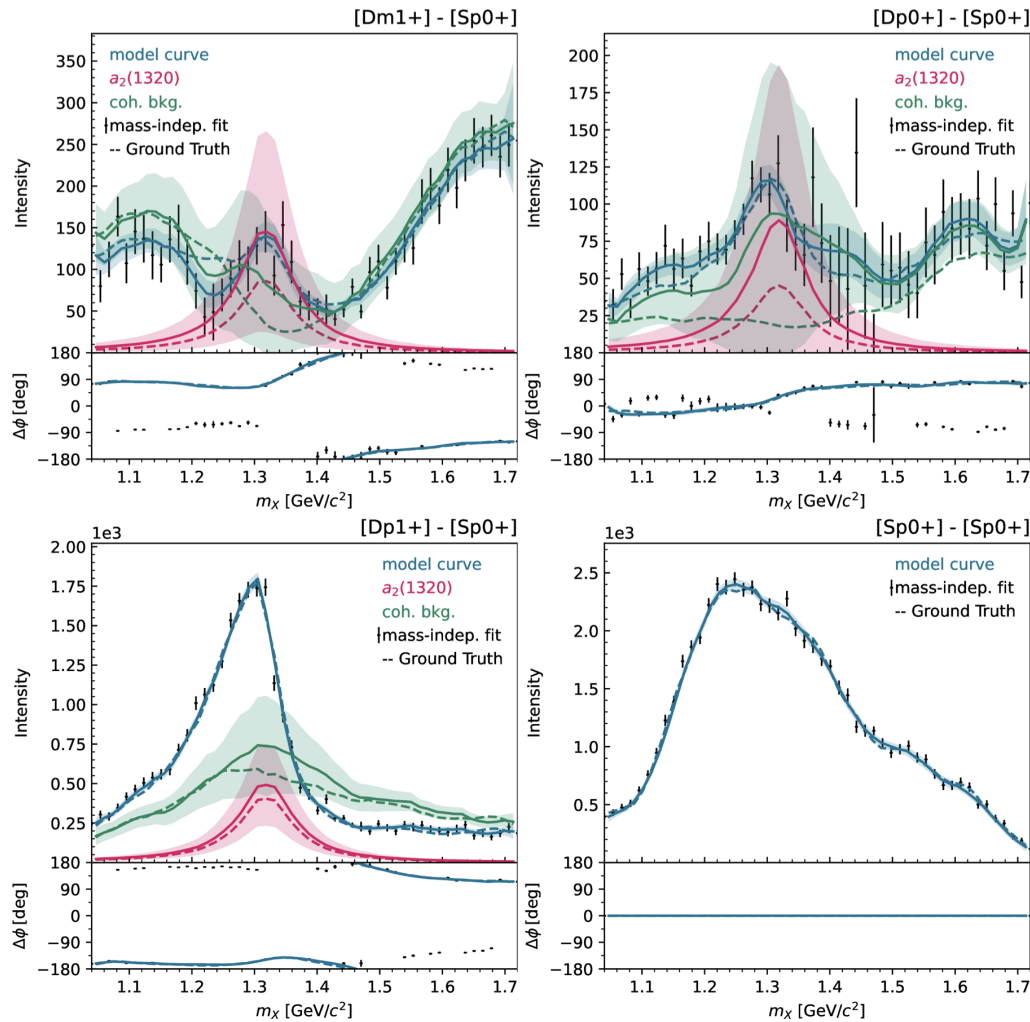 [Dm1+] - [Sp0+]
model curve
a₂(1320)
coh. bkg.
mass-indep. fit
-- Ground Truth
Intensity
350
300
250
200
150
100
50
Δϕ [deg]
180
90
0
−90
−180
1.1 1.2 1.3 1.4 1.5 1.6 1.7
m_X [GeV/c²]
[Dp0+] - [Sp0+]
model curve
a₂(1320)
coh. bkg.
mass-indep. fit
-- Ground Truth
Intensity
200
175
150
125
100
75
50
25
Δϕ [deg]
180
90
0
−90
−180
1.1 1.2 1.3 1.4 1.5 1.6 1.7
m_X [GeV/c²]
1e3
[Dp1+] - [Sp0+]
model curve
a₂(1320)
coh. bkg.
mass-indep. fit
-- Ground Truth
Intensity
2.00
1.75
1.50
1.25
1.00
0.75
0.50
0.25
Δϕ [deg]
180
90
0
−90
−180
1.1 1.2 1.3 1.4 1.5 1.6 1.7
m_X [GeV/c²]
1e3
[Sp0+] - [Sp0+]
model curve
mass-indep. fit
-- Ground Truth
Intensity
2.5
2.0
1.5
1.0
0.5
Δϕ [deg]
180
90
0
−90
−180
1.1 1.2 1.3 1.4 1.5 1.6 1.7
m_X [GeV/c²]